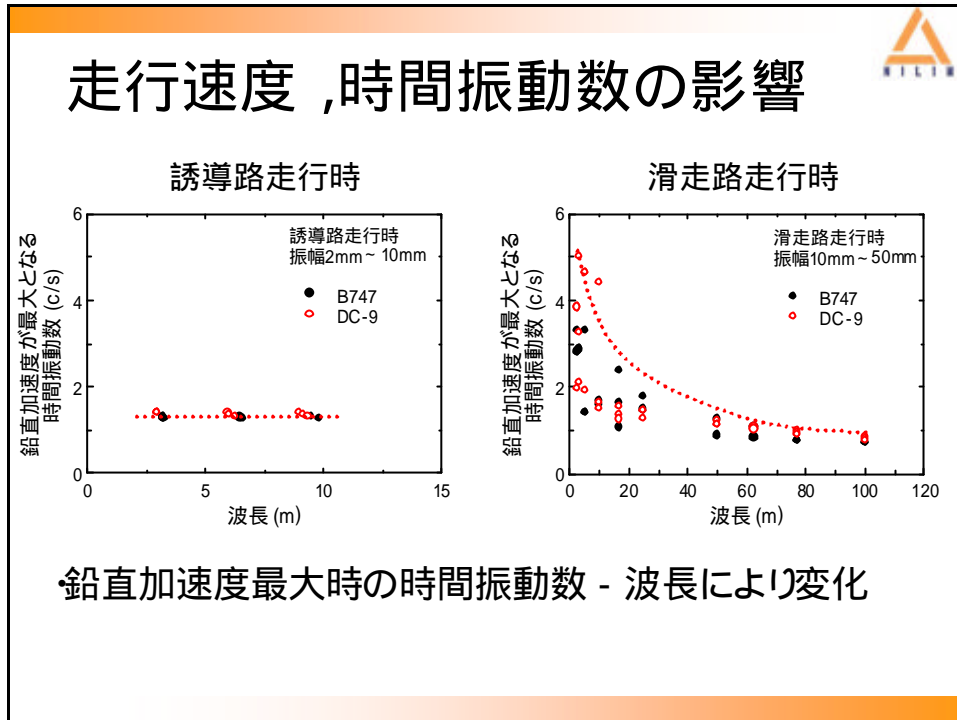 NILIM
走行速度 ,時間振動数の影響
誘導路走行時
鉛直加速度が最大となる
時間振動数 (c/s)
6
4
2
0
誘導路走行時
振幅2mm~10mm
B747
DC-9
0 5 10 15
波長 (m)
滑走路走行時
鉛直加速度が最大となる
時間振動数 (c/s)
6
4
2
0
滑走路走行時
振幅10mm~50mm
B747
DC-9
0 20 40 60 80 100 120
波長 (m)
・鉛直加速度最大時の時間振動数 - 波長により変化